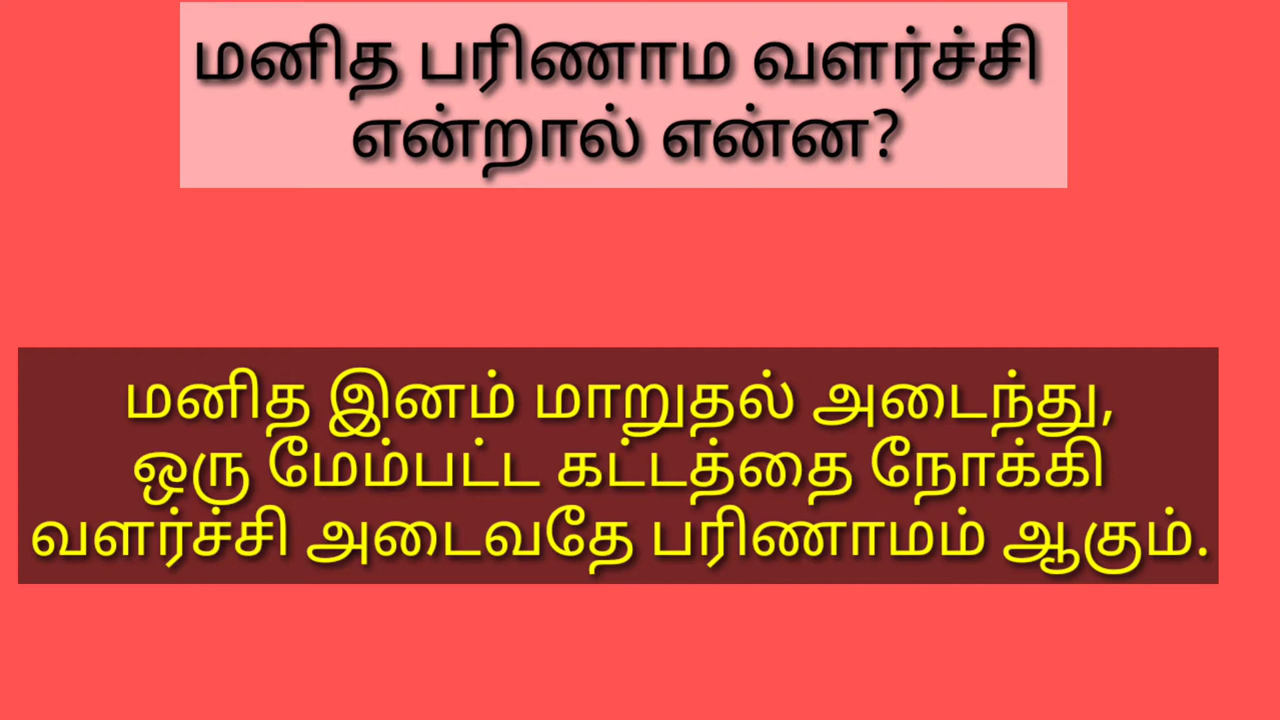 மனித பரிணாம வளர்ச்சி
என்றால் என்ன?
மனித இனம் மாறுதல் அடைந்து,
ஒரு மேம்பட்ட கட்டத்தை நோக்கி
வளர்ச்சி அடைவதே பரிணாமம் ஆகும்.